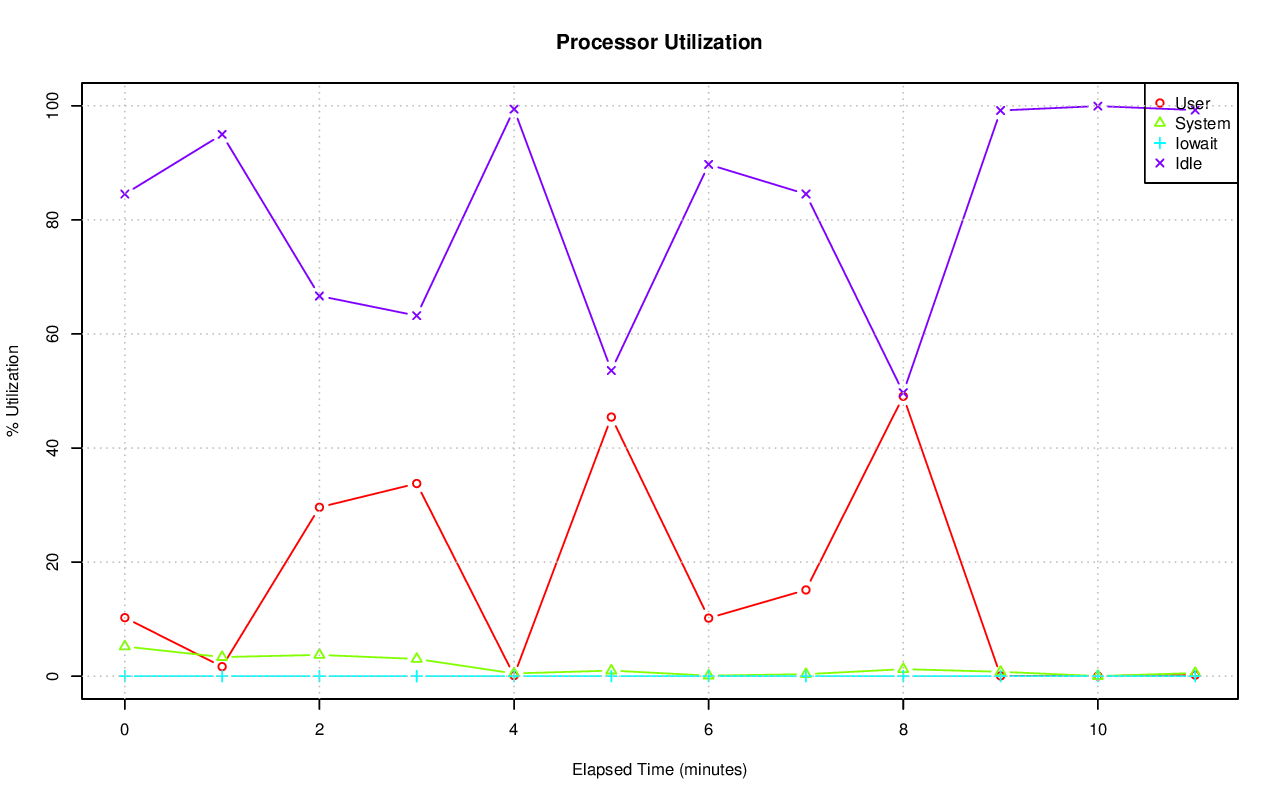 Processor Utilization
% Utilization
100
80
60
40
20
0
User
System
Iowait
Idle
0 2 4 6 8 10
Elapsed Time (minutes)